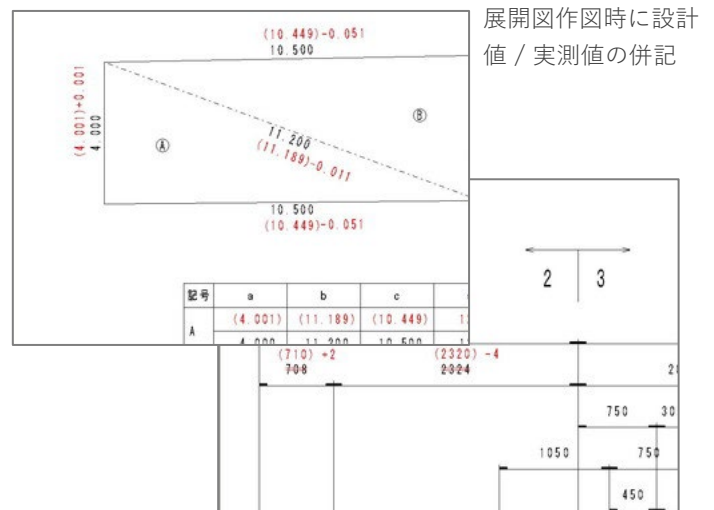 展開図作図時に設計
値 / 実測値の併記
(10.449)-0.051
10.500
(4.001)+0.001
4.000
Ⓐ
Ⓑ
11.200
(11.189)-0.011
10.500
(10.449)-0.051
記号 a b c
(4.001) (11.189) (10.449)
A
4.000 11.200 10.500
2 3
(710) +2 (2320) -4
708 2324
750
1050 750
450